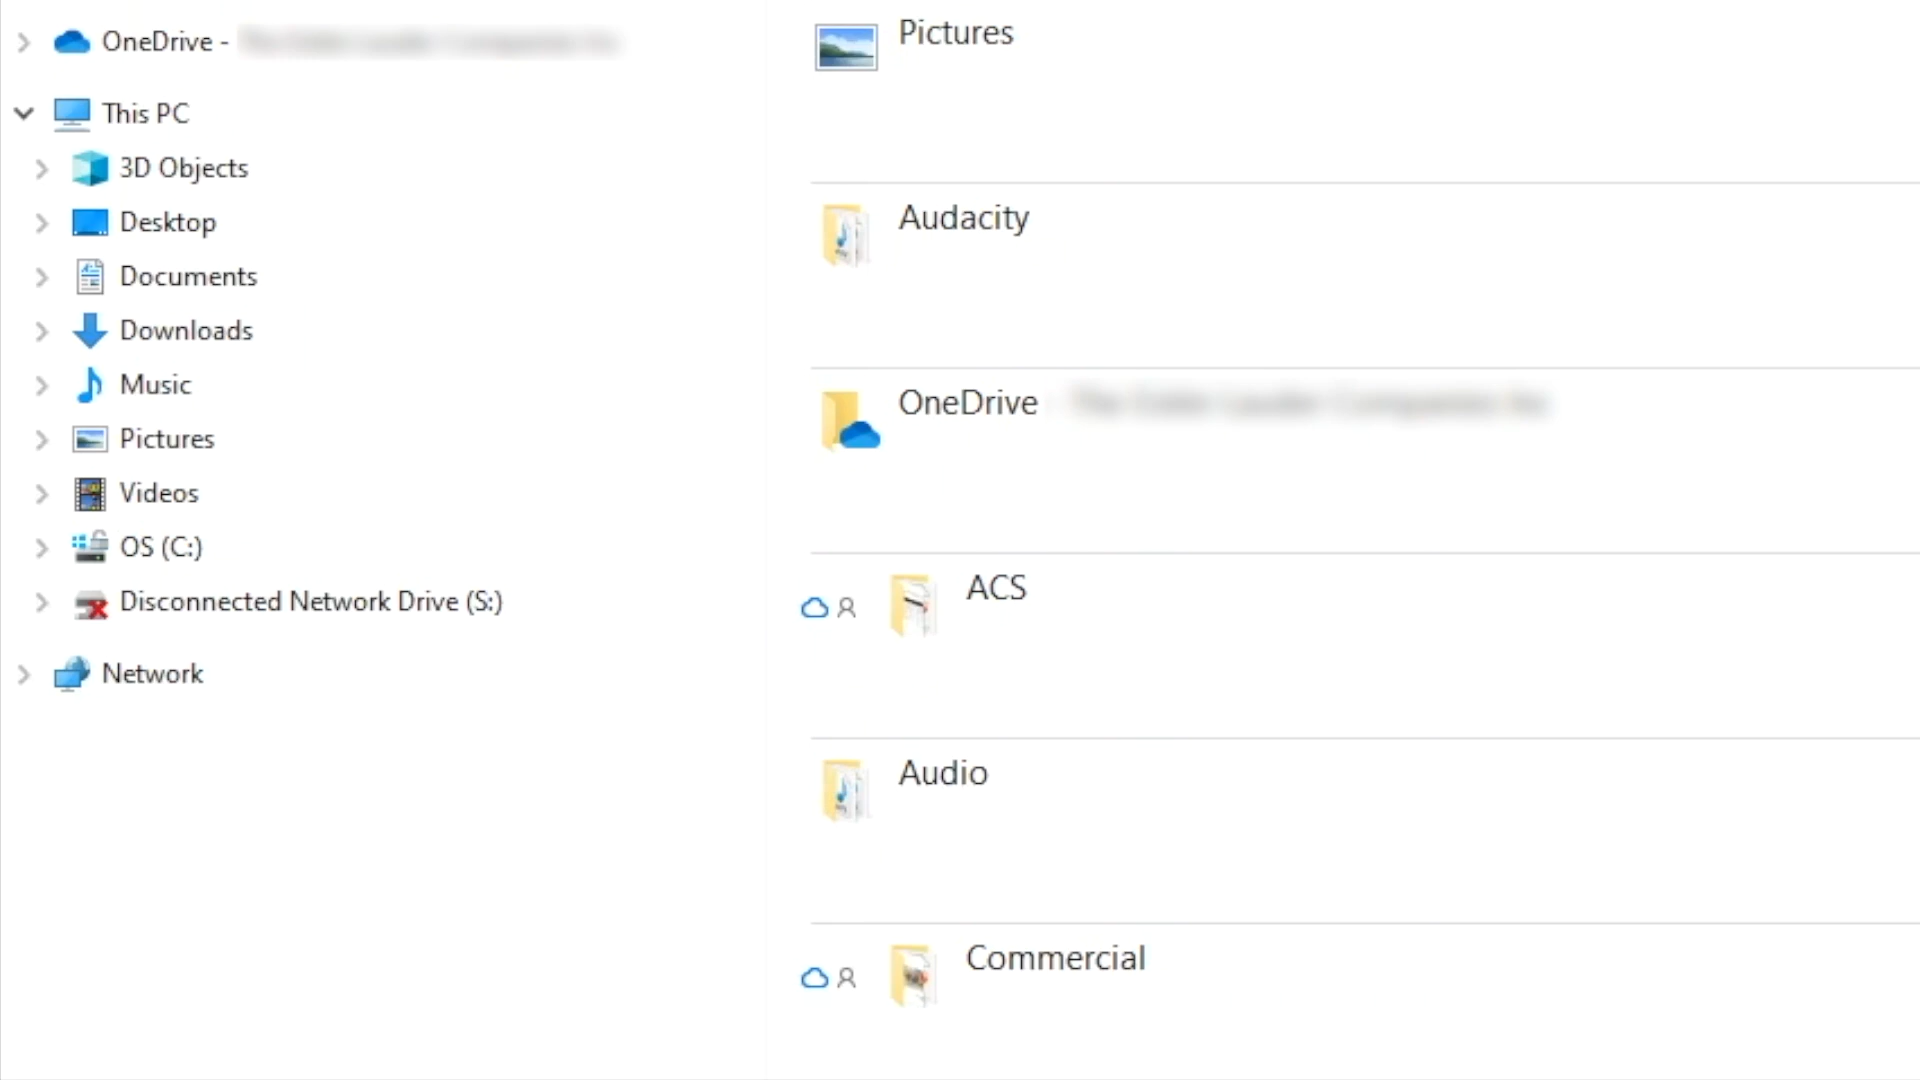 OneDrive -
This PC
3D Objects
Desktop
Documents
Downloads
Music
Pictures
Videos
OS (C:)
Disconnected Network Drive (S:)
Network
Pictures
Audacity
OneDrive
ACS
Audio
Commercial